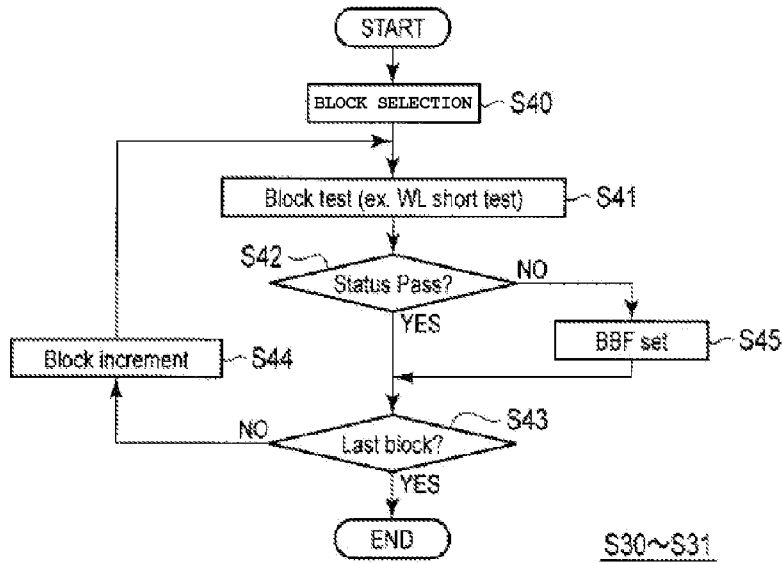 START
BLOCK SELECTION
S40
Block test (ex. WL short test)
S41
S42
Status Pass?
NO
YES
BBF set
S45
Block increment
S44
S43
Last block?
NO
YES
END
S30～S31